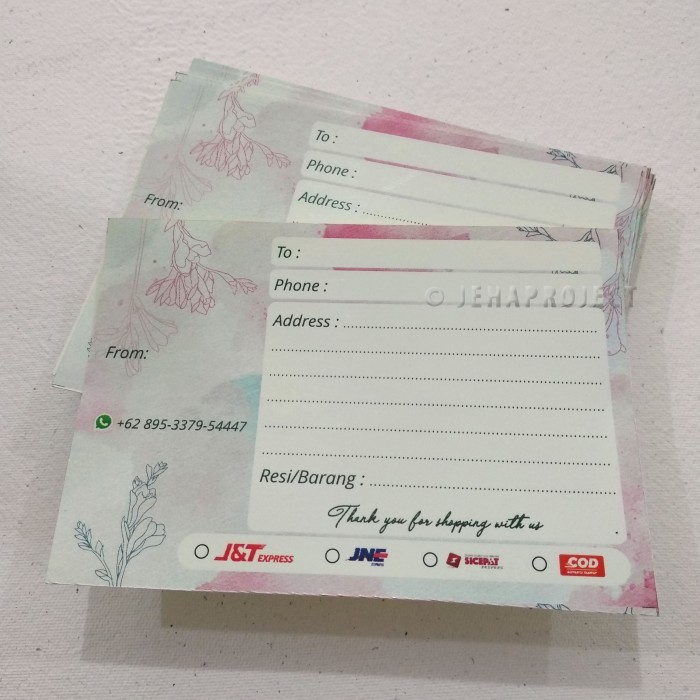 To :
Phone :
Address : ..................
From:
To :
Phone :
© JEHAPROJECT
Address : ............................................................
From:
+62 895-3379-54447
Resi/Barang : ............................................................
Thank you for shopping with us
J&T EXPRESS
JNE
SICEPAT
COD